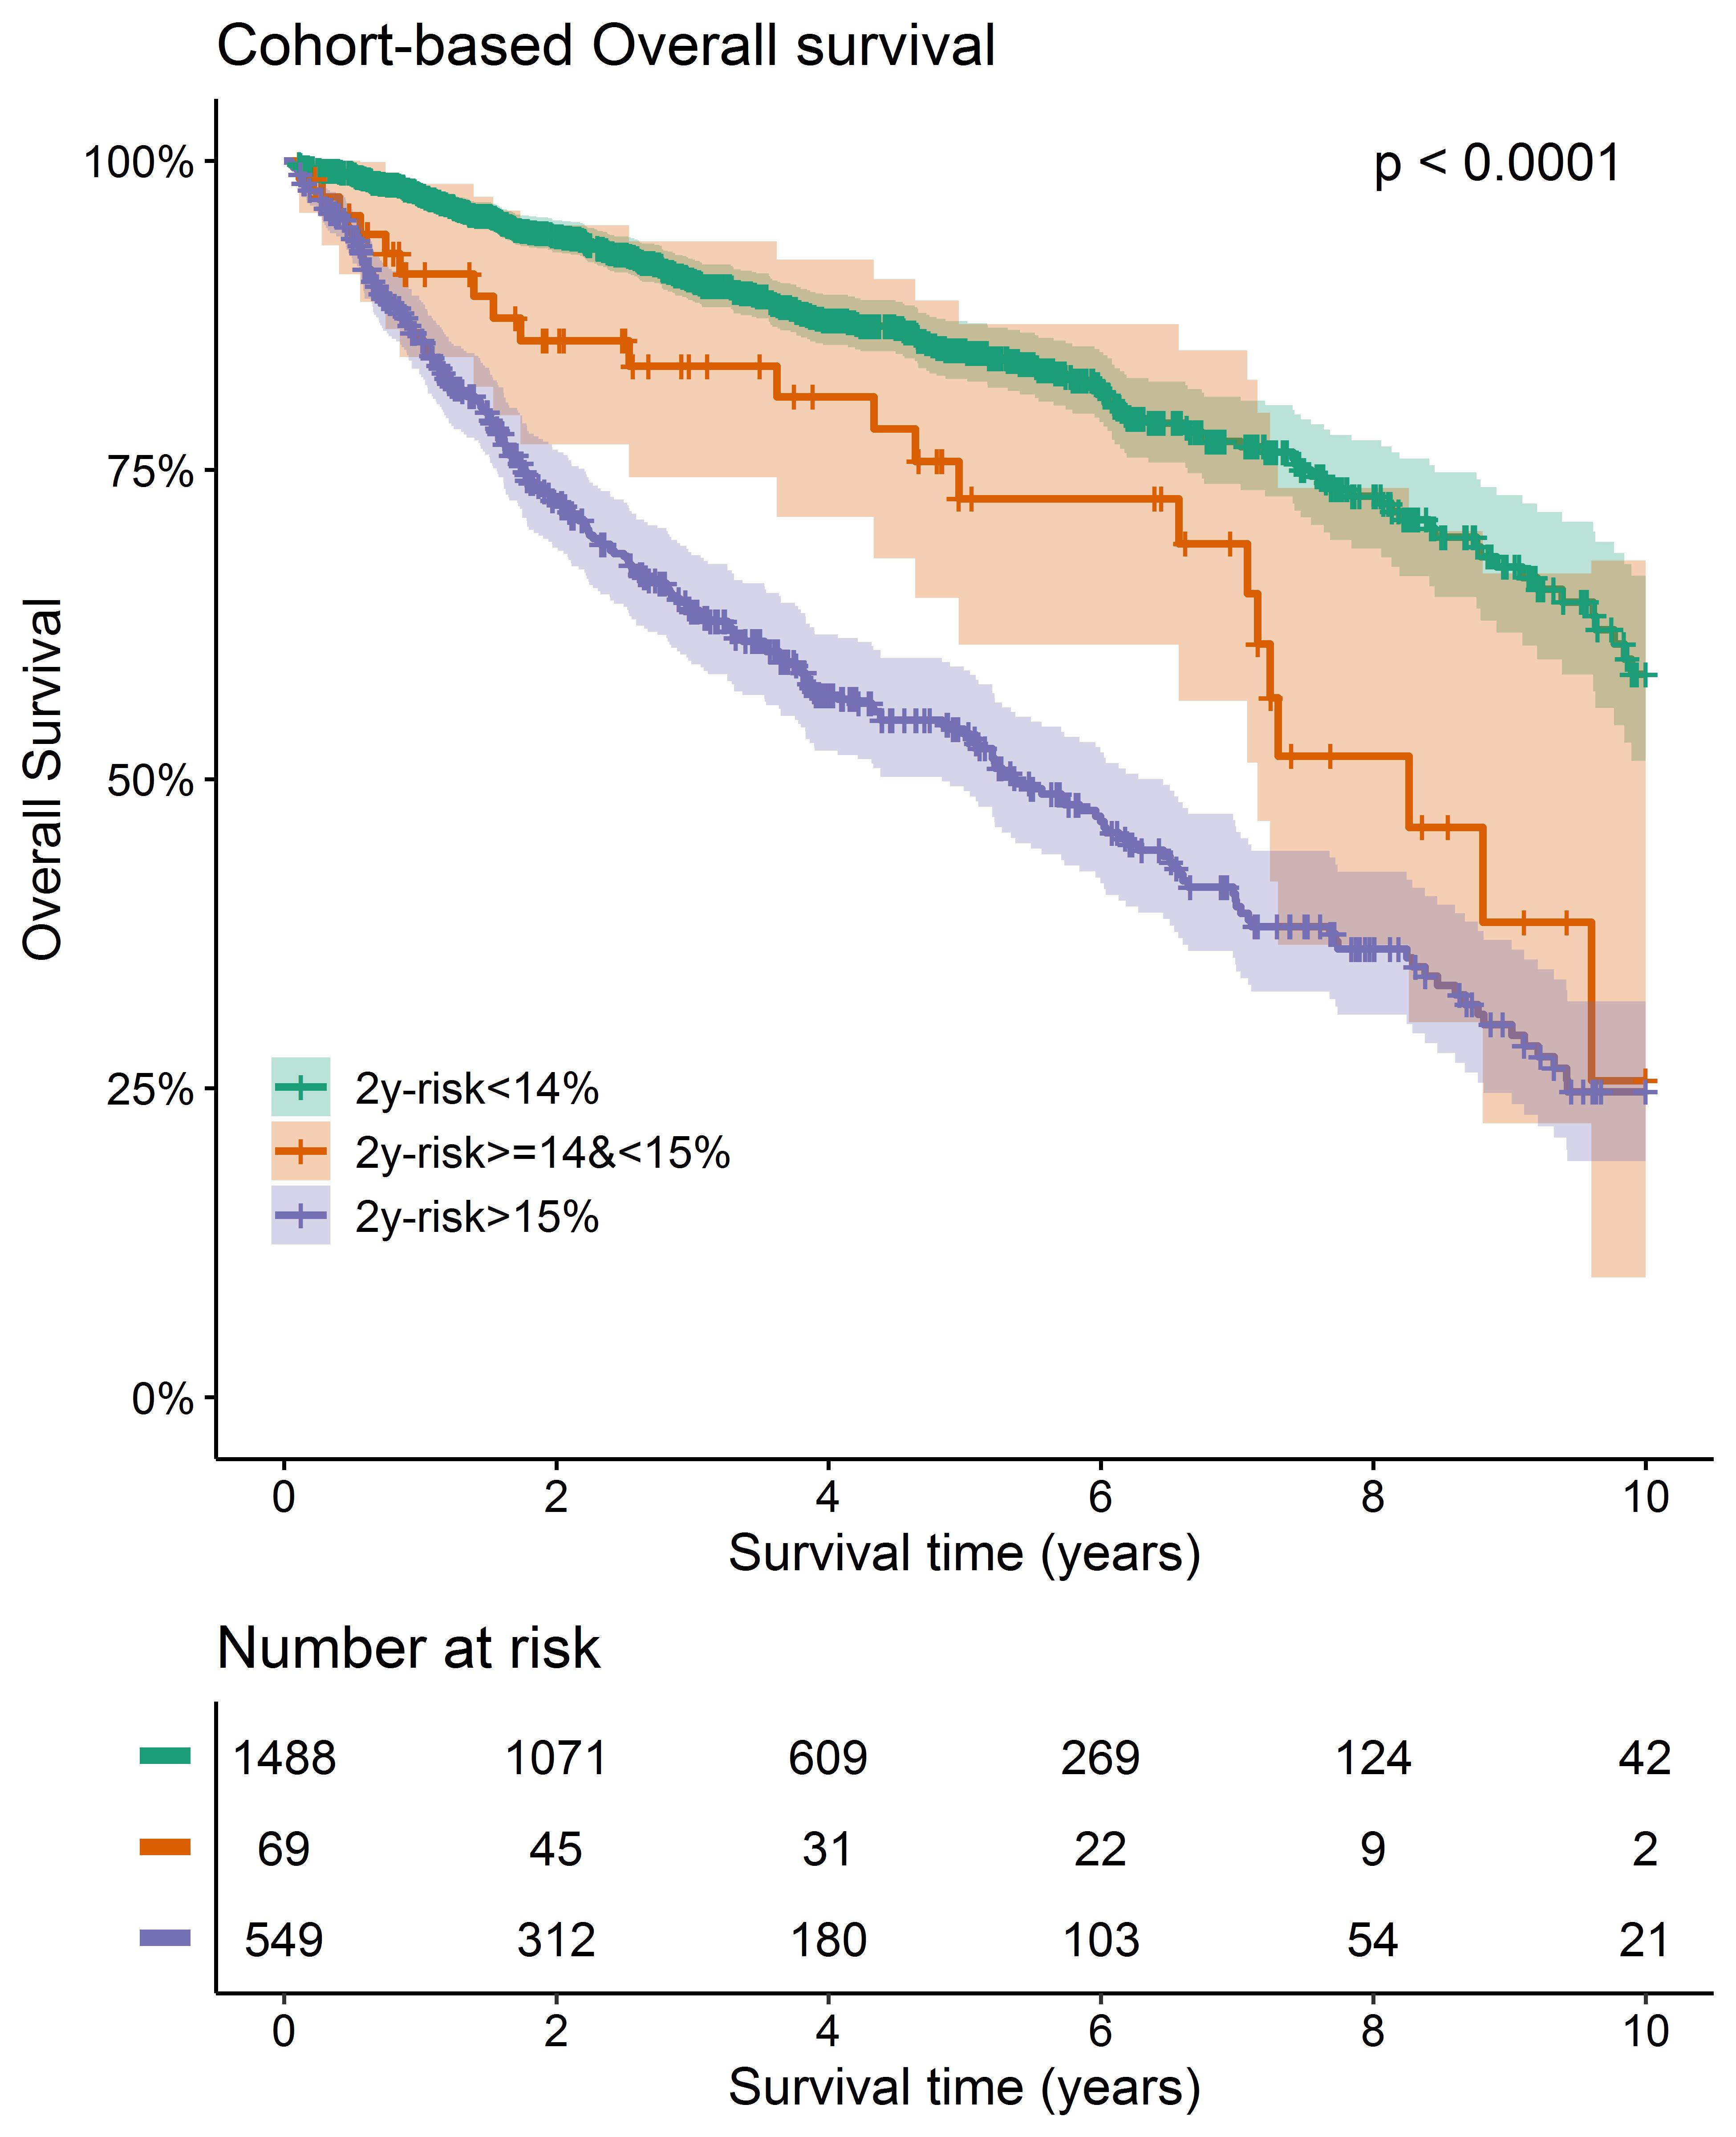 Cohort-based Overall survival
p < 0.0001
100%
75%
50%
25%
0%
Overall Survival
2y-risk<14%
2y-risk>=14&<15%
2y-risk>15%
0 2 4 6 8 10
Survival time (years)
Number at risk
1488 1071 609 269 124 42
69 45 31 22 9 2
549 312 180 103 54 21
0 2 4 6 8 10
Survival time (years)